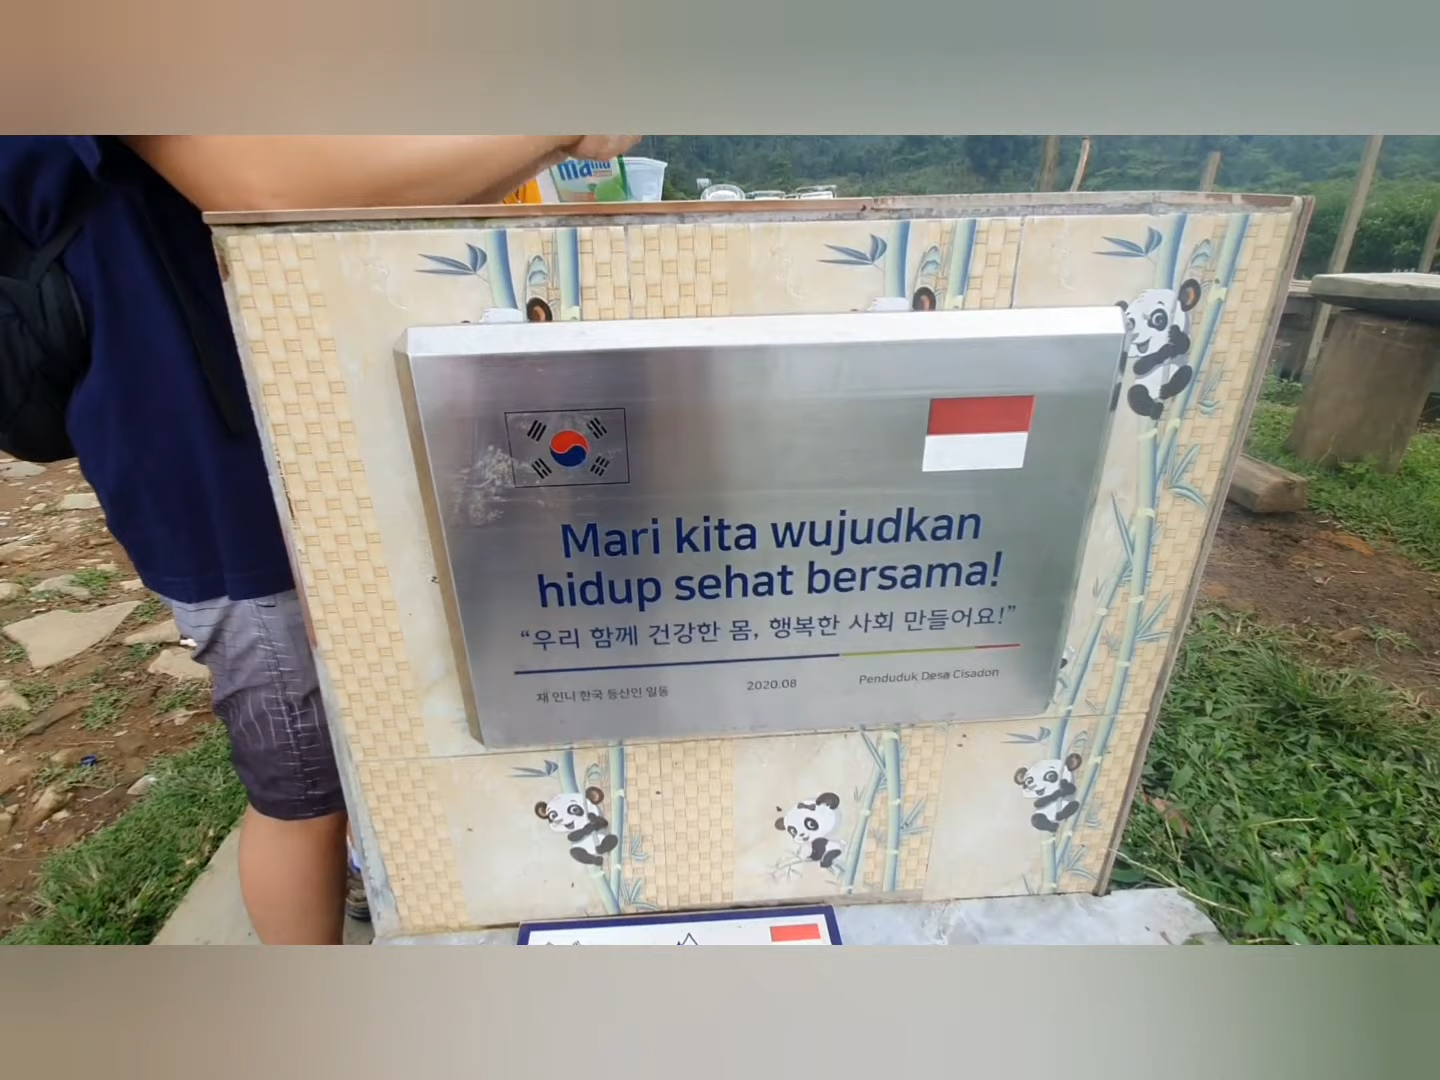 mama
Mari kita wujudkan
hidup sehat bersama!
“우리 함께 건강한 몸, 행복한 사회 만들어요!”
재 인니 한국 등산인 일동
2020.08
Penduduk Desa Cisadon